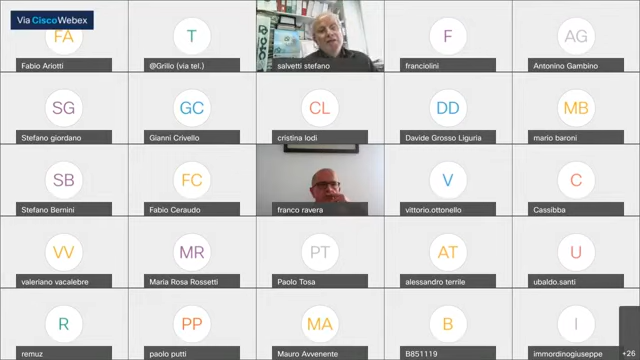 Via Cisco Webex
FA
T
F
AG
Fabio Ariotti
@Grillo (via tel.)
salvetti stefano
franciolini
Antonino Gambino
SG
GC
CL
DD
MB
Stefano giordano
Gianni Crivello
cristina lodi
Davide Grosso Liguria
mario baroni
SB
FC
V
C
Stefano Bernini
Fabio Ceraudo
franco ravera
vittorio.ottonello
Cassibba
VV
MR
PT
AT
U
valeriano vacalebre
Maria Rosa Rossetti
Paolo Tosa
alessandro terrile
ubaldo.santi
R
PP
MA
B
I
remuz
paolo putti
Mauro Avvenente
B851119
immordinogiuseppe
+26